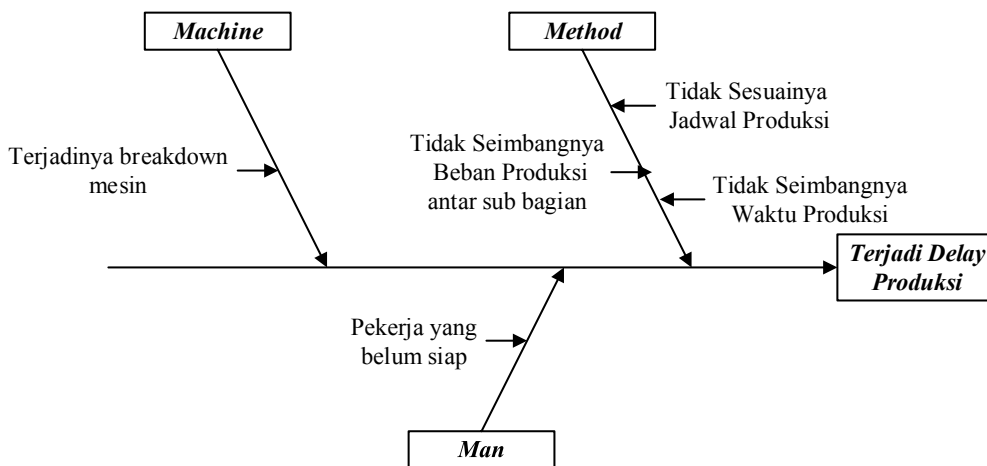 Machine
Method
Tidak Sesuainya
Jadwal Produksi
Tidak Seimbangnya
Beban Produksi
antar sub bagian
Terjadinya breakdown
mesin
Tidak Seimbangnya
Waktu Produksi
Terjadi Delay
Produksi
Pekerja yang
belum siap
Man